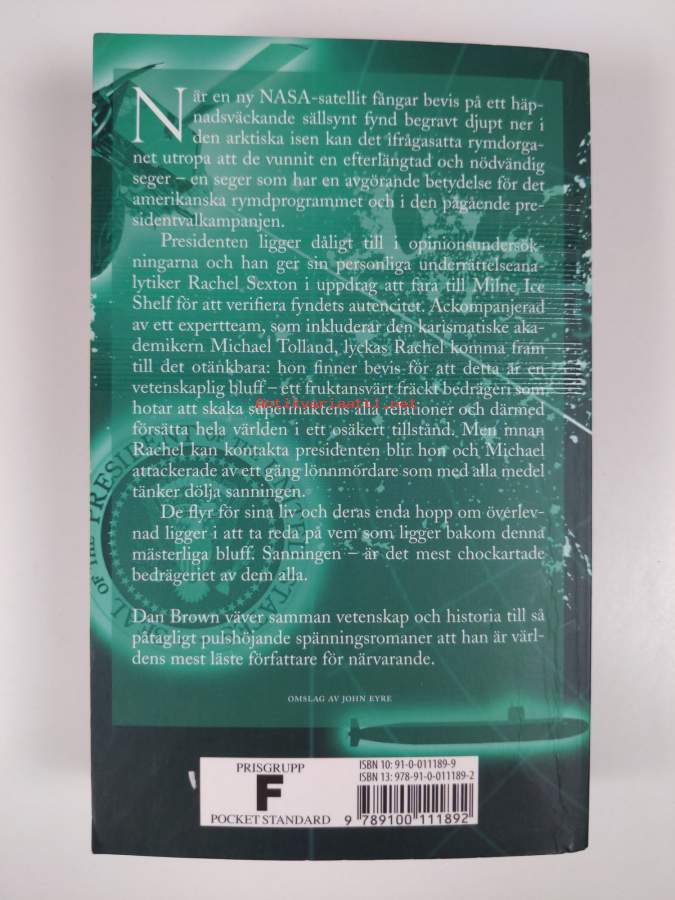 När en ny NASA-satellit fångar bevis på ett häp-
nadsväckande sällsynt fynd begravt djupt ner i
den arktiska isen kan det ifrågasatta rymdorga-
net utropa att de vunnit en efterlängtad och nödvändig
seger – en seger som har en avgörande betydelse för det
amerikanska rymdprogrammet och i den pågående pre-
sidentvalkampanjen.
Presidenten ligger dåligt till i opinionsundersök-
ningarna och han ger sin personliga underrättelseana-
lytiker Rachel Sexton i uppdrag att fara till Milne Ice
Shelf för att verifiera fyndets autencitet. Ackompanjerad
av ett expertteam, som inkluderar den karismatiske aka-
demikern Michael Tolland, lyckas Rachel komma fram
till det otänkbara: hon finner bevis för att detta är en
vetenskaplig bluff – ett fruktansvärt fräckt bedrägeri som
hotar att skaka supermaktens alla relationer och därmed
försätta hela världen i ett osäkert tillstånd. Men innan
Rachel kan kontakta presidenten blir hon och Michael
attackerade av ett gäng lönnmördare som med alla medel
tänker dölja sanningen.
De flyr för sina liv och deras enda hopp om överlev-
nad ligger i att ta reda på vem som ligger bakom denna
mästerliga bluff. Sanningen – är det mest chockartade
bedrägeriet av dem alla.
Dan Brown väver samman vetenskap och historia till så
påtagligt pulshöjande spänningsromaner att han är värl-
dens mest läste författare för närvarande.
OMSLAG AV JOHN EYRE
PRISGRUPP
F
POCKET STANDARD
ISBN 10: 91-0-011189-9
ISBN 13: 978-91-0-011189-2
9 789100 111892